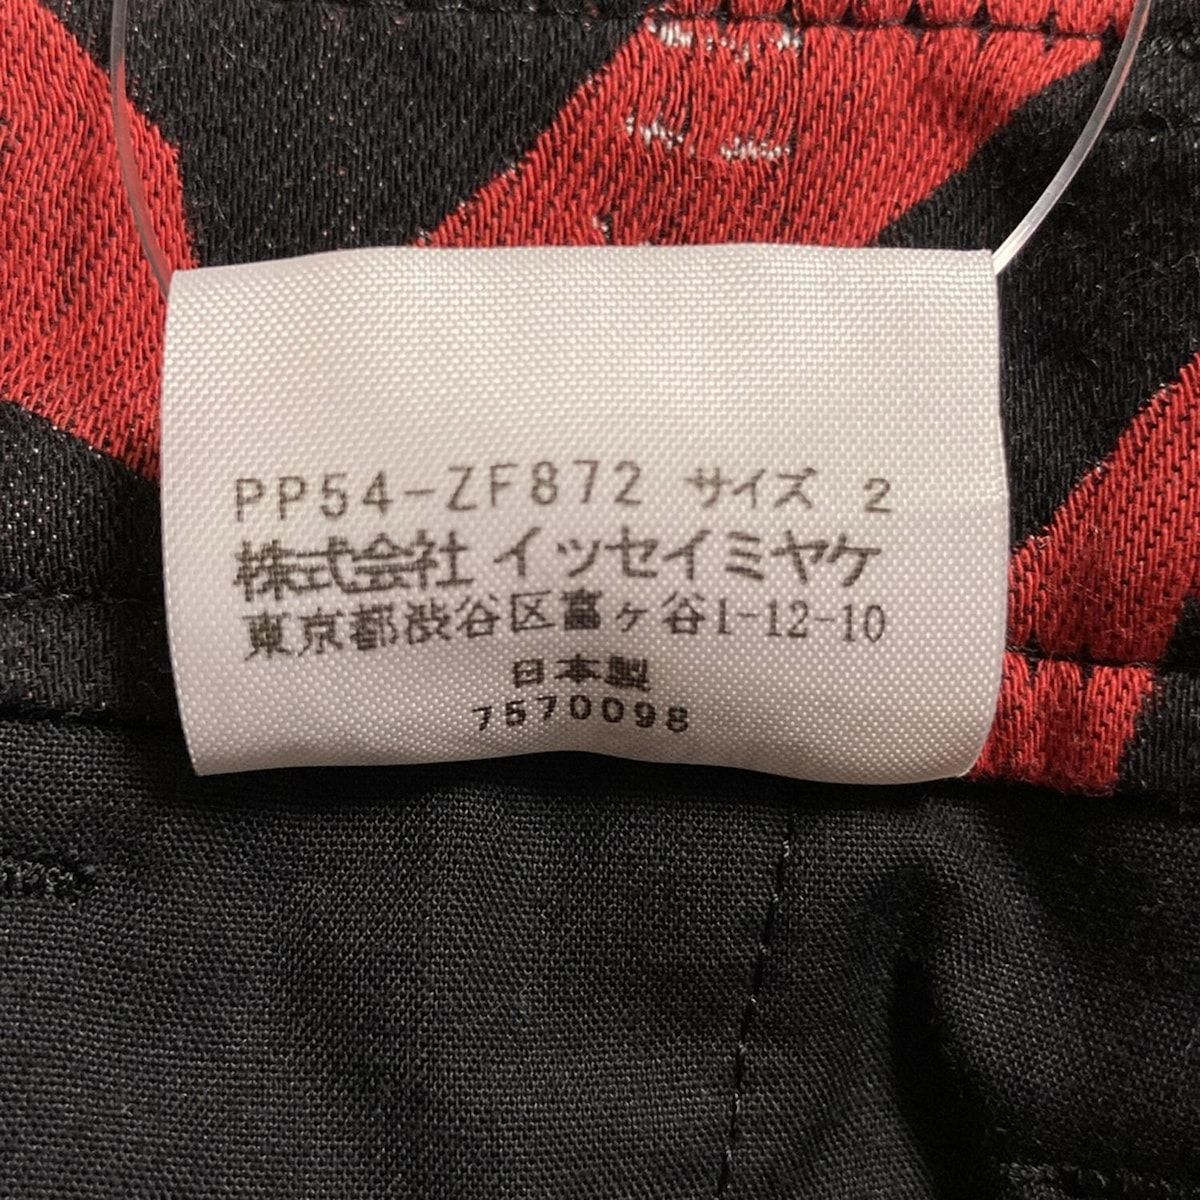 PP54-ZF872 サイズ 2
株式会社 イッセイミヤケ
東京都渋谷区富ヶ谷1-12-10
日本製
7570098